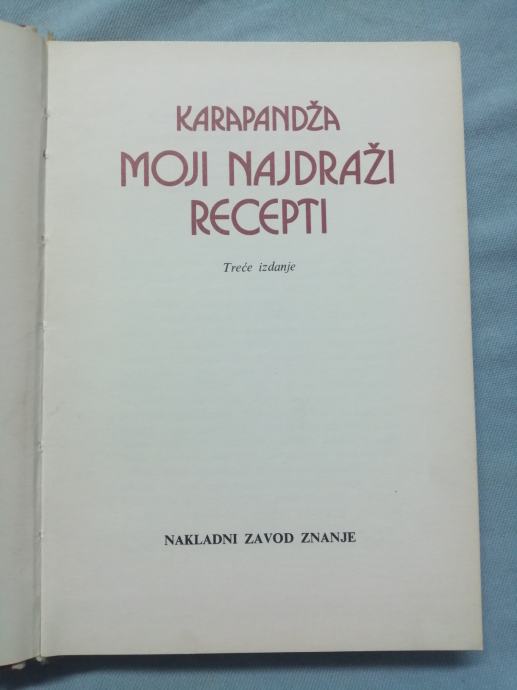 KARAPANDŽA
MOJI NAJDRAŽI
RECEPTI
Treće izdanje
NAKLADNI ZAVOD ZNANJE